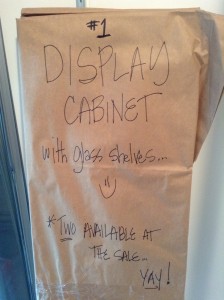 #1
DISPLAY
CABINET
with glass shelves...
*TWO AVAILABLE AT
THE SALE...
YAY!